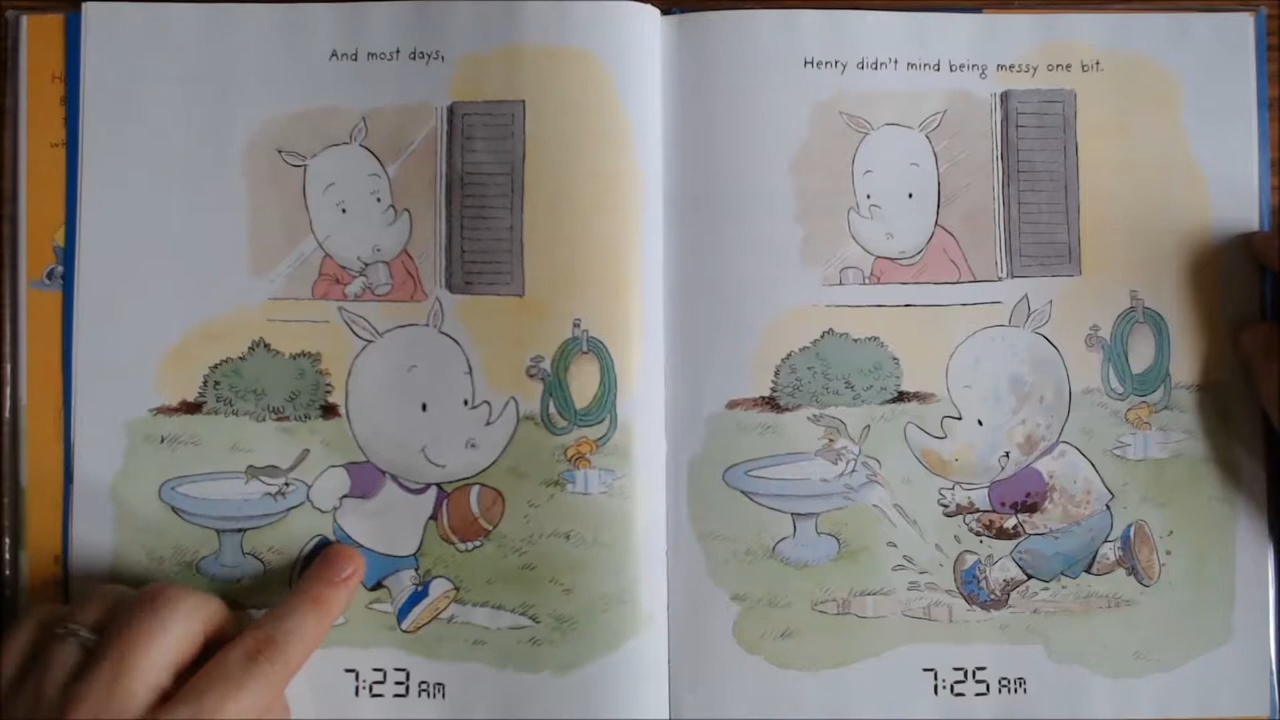 And most days,
7:23 AM
Henry didn't mind being messy one bit.
7:25 AM